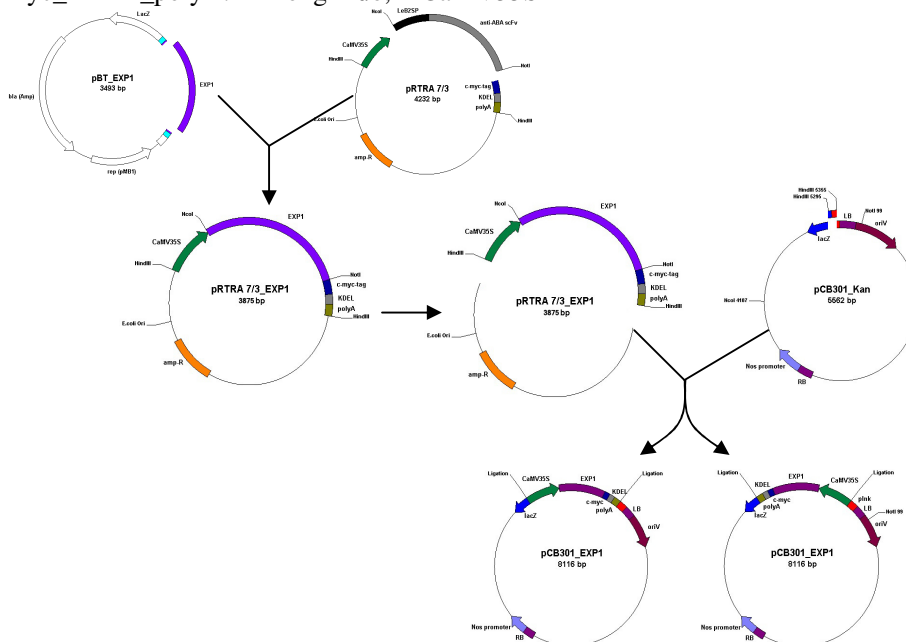 LacZ
bla (Amp)
pBT_EXP1
3493 bp
EXP1
rep (pMB1)
NcoI
LeB2SP
anti-ABA scFv
CaMV35S
HindIII
pRTRA 7/3
4232 bp
NotI
c-myc-tag
KDEL
polyA
HindIII
E.coli Ori
amp-R
NcoI
EXP1
CaMV35S
HindIII
pRTRA 7/3_EXP1
3875 bp
NotI
c-myc-tag
KDEL
polyA
HindIII
E.coli Ori
amp-R
NcoI
EXP1
CaMV35S
HindIII
pRTRA 7/3_EXP1
3875 bp
NotI
c-myc-tag
KDEL
polyA
HindIII
E.coli Ori
amp-R
HindIII 5355
HindIII 5295
LB
NotI 99
oriV
lacZ
pCB301_Kan
5562 bp
NcoI 4107
Nos promoter
RB
Ligation
CaMV35S
EXP1
Ligation
KDEL
c-myc
polyA
LB
lacZ
oriV
pCB301_EXP1
8116 bp
Nos promoter
RB
Ligation
EXP1
CaMV35S
Ligation
KDEL
c-myc
polyA
plnk
LB
NotI 99
lacZ
oriV
pCB301_EXP1
8116 bp
Nos promoter
RB